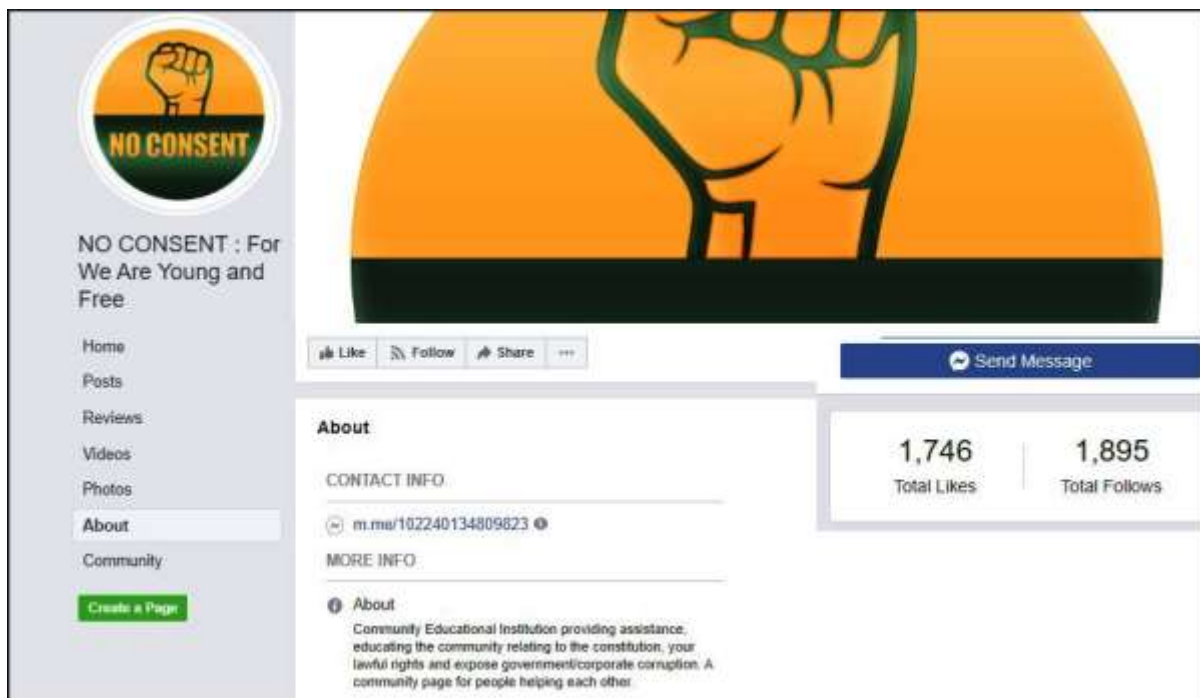 NO CONSENT
NO CONSENT : For
We Are Young and
Free
Home
Posts
Reviews
Videos
Photos
About
Community
Create a Page
Like
Follow
Share
Send Message
About
CONTACT INFO
m.me/102240134809823
MORE INFO
About
Community Educational Institution providing assistance,
educating the community relating to the constitution, your
lawful rights and expose government/corporate corruption. A
community page for people helping each other.
1,746
1,895
Total Likes
Total Follows